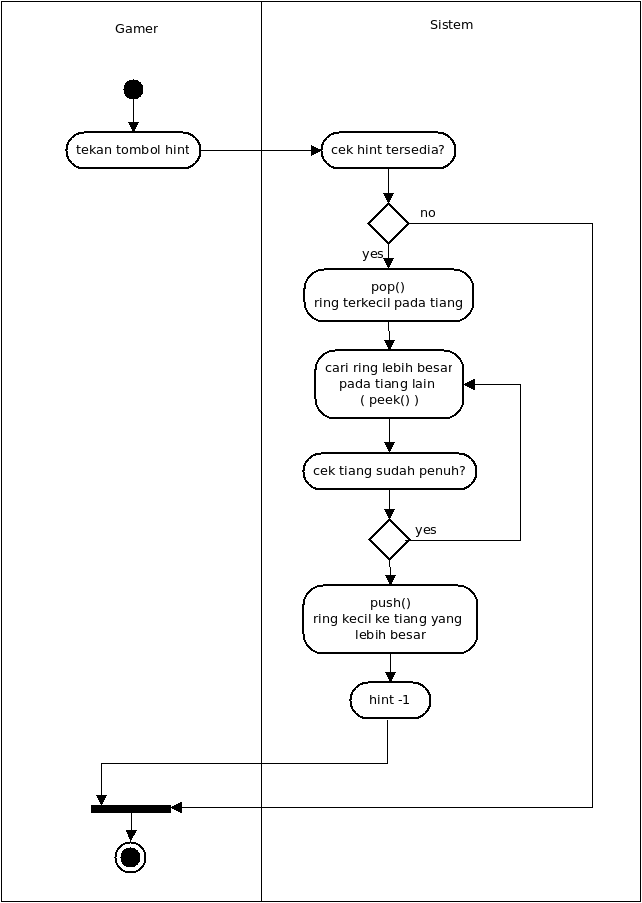 Gamer
Sistem
tekan tombol hint
cek hint tersedia?
no
yes
pop()
ring terkecil pada tiang
cari ring lebih besar
pada tiang lain
( peek() )
cek tiang sudah penuh?
yes
push()
ring kecil ke tiang yang
lebih besar
hint -1